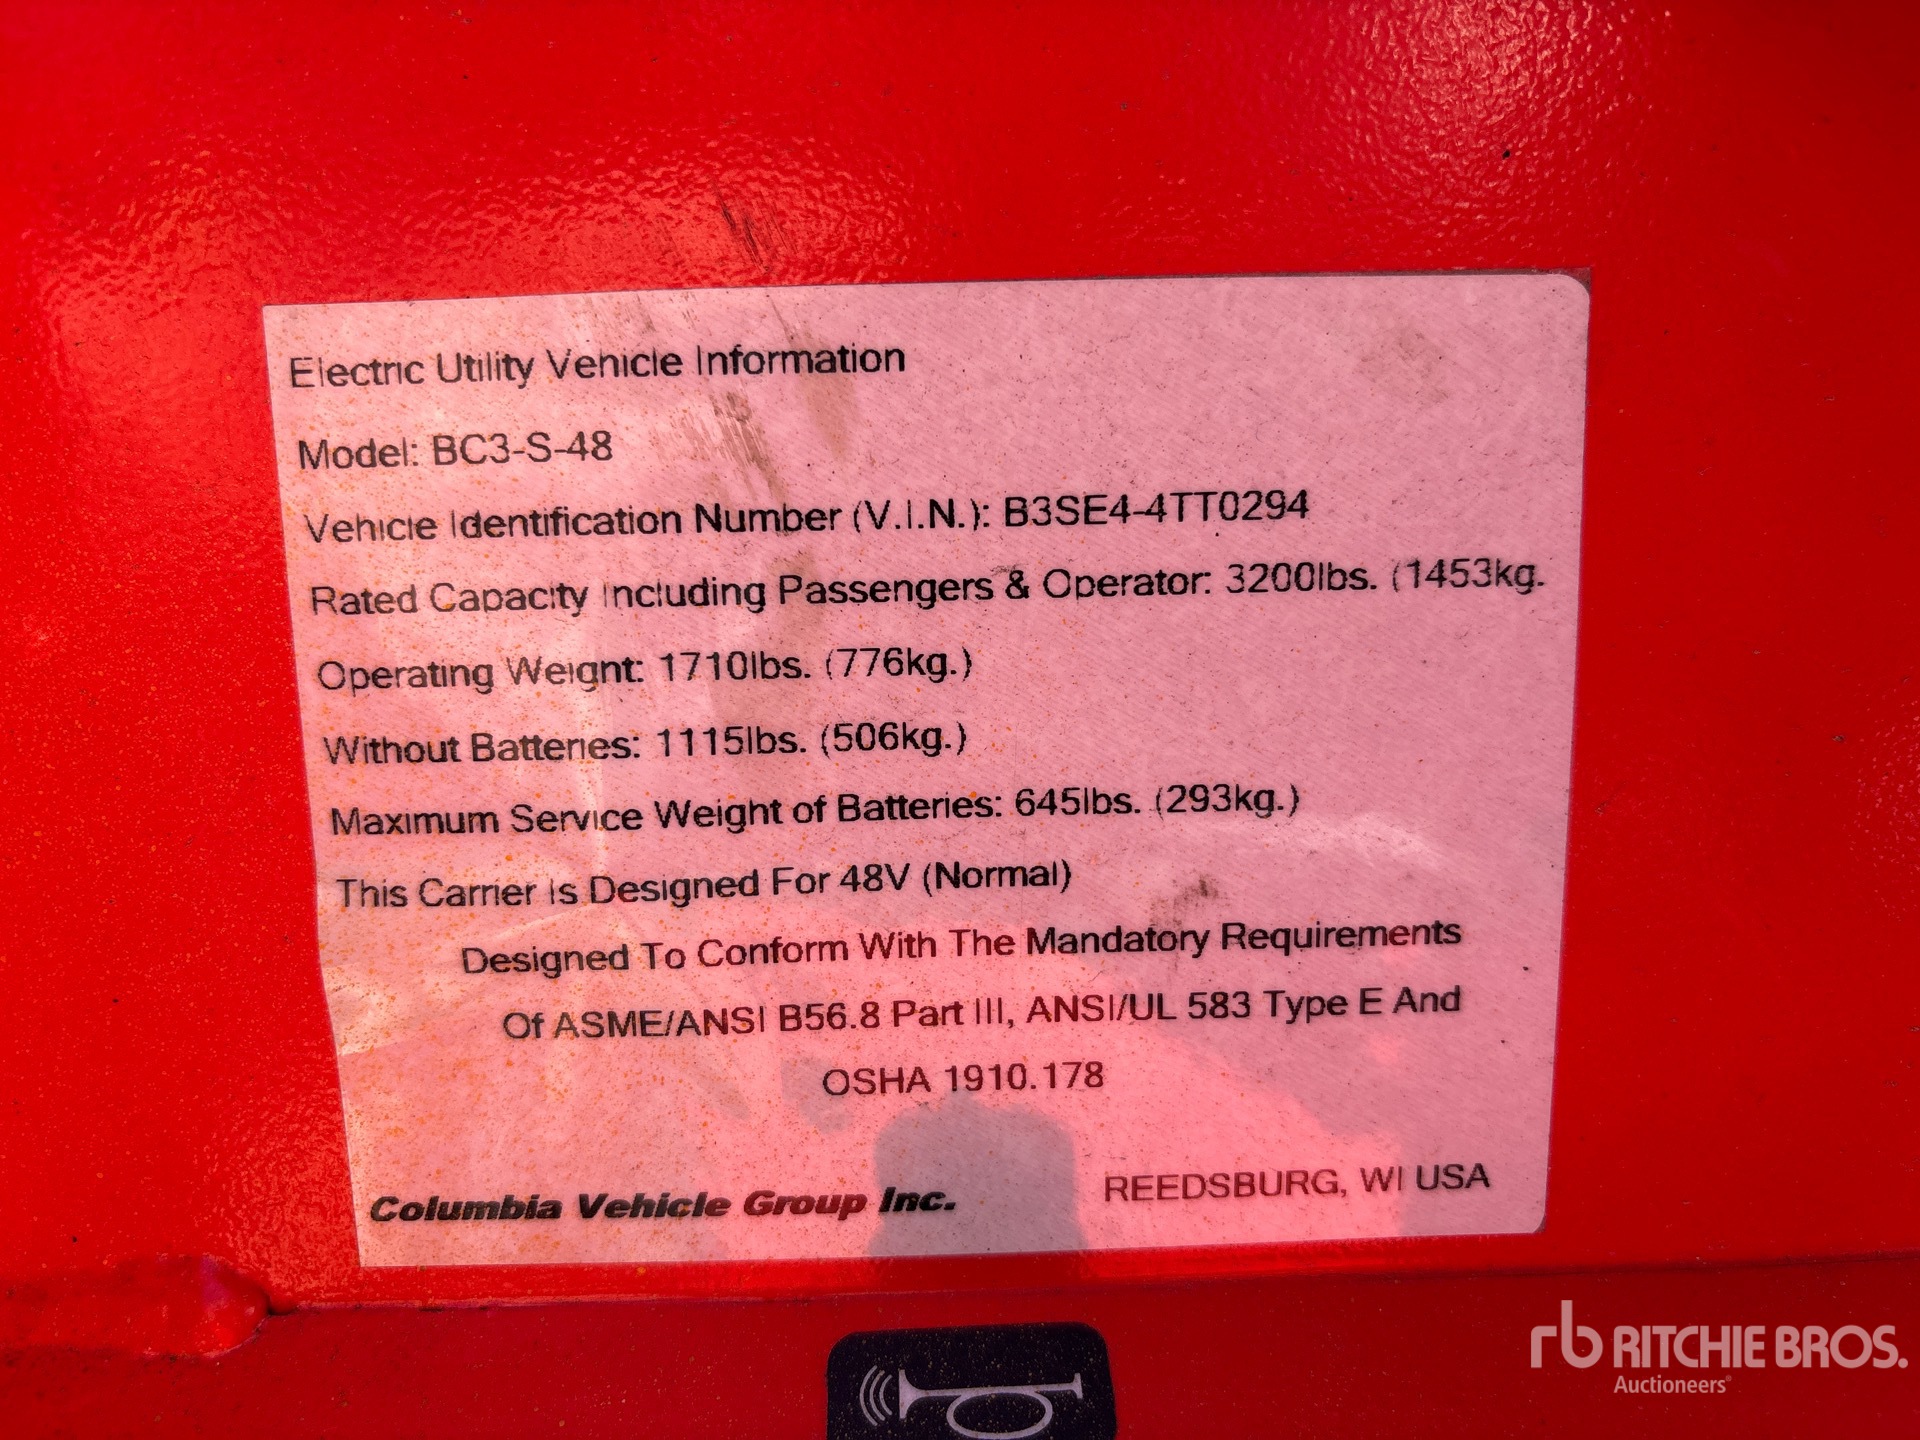 Electric Utility Vehicle Information
Model: BC3-S-48
Vehicle Identification Number (V.I.N.): B3SE4-4TT0294
Rated Capacity Including Passengers & Operator: 3200lbs. (1453kg.
Operating Weight: 1710lbs. (776kg.)
Without Batteries: 1115lbs. (506kg.)
Maximum Service Weight of Batteries: 645lbs. (293kg.)
This Carrier Is Designed For 48V (Normal)
Designed To Conform With The Mandatory Requirements
Of ASME/ANSI B56.8 Part III, ANSI/UL 583 Type E And
OSHA 1910.178
Columbia Vehicle Group Inc.
REEDSBURG, WI USA
rb RITCHIE BROS.
Auctioneers®